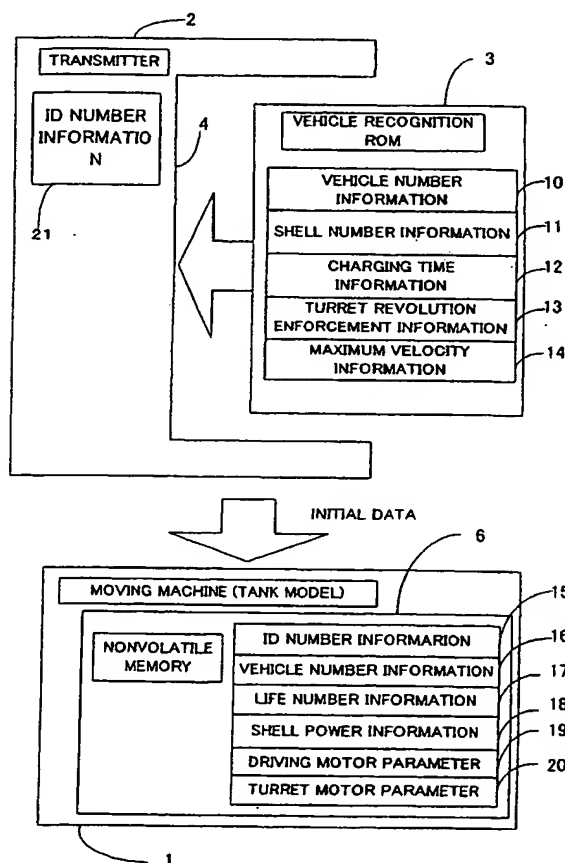 2
TRANSMITTER
ID NUMBER
INFORMATIO
N
4
21
3
VEHICLE RECOGNITION
ROM
VEHICLE NUMBER
INFORMATION
10
SHELL NUMBER INFORMATION
11
CHARGING TIME
INFORMATION
12
TURRET REVOLUTION
ENFORCEMENT INFORMATION
13
MAXIMUM VELOCITY
INFORMATION
14
INITIAL DATA
6
MOVING MACHINE (TANK MODEL)
NONVOLATILE
MEMORY
ID NUMBER INFORMARION
15
VEHICLE NUMBER INFORMATION
16
LIFE NUMBER INFORMATION
17
SHELL POWER INFORMATION
18
DRIVING MOTOR PARAMETER
19
TURRET MOTOR PARAMETER
20
1